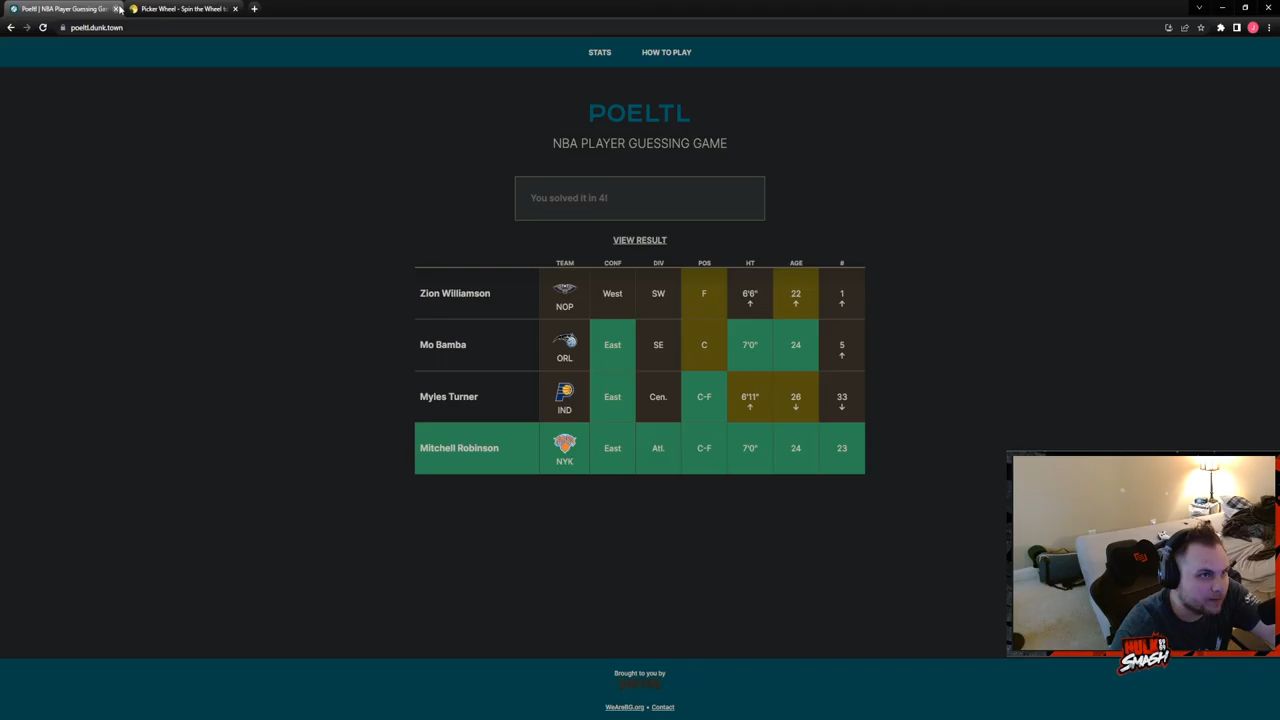 Poeltl | NBA Player Guessing Ga
Picker Wheel - Spin the Wheel t
poeltl.dunk.town
STATS HOW TO PLAY
POELTL
NBA PLAYER GUESSING GAME
You solved it in 4!
VIEW RESULT
TEAM CONF DIV POS HT AGE #
Zion Williamson NOP West SW F 6'6" ↑ 22 ↑ 1 ↑
Mo Bamba ORL East SE C 7'0" 24 5 ↑
Myles Turner IND East Cen. C-F 6'11" ↑ 26 ↓ 33 ↓
Mitchell Robinson NYK East Atl. C-F 7'0" 24 23
HULK
SMASH
Brought to you by
WeAreBG.org • Contact